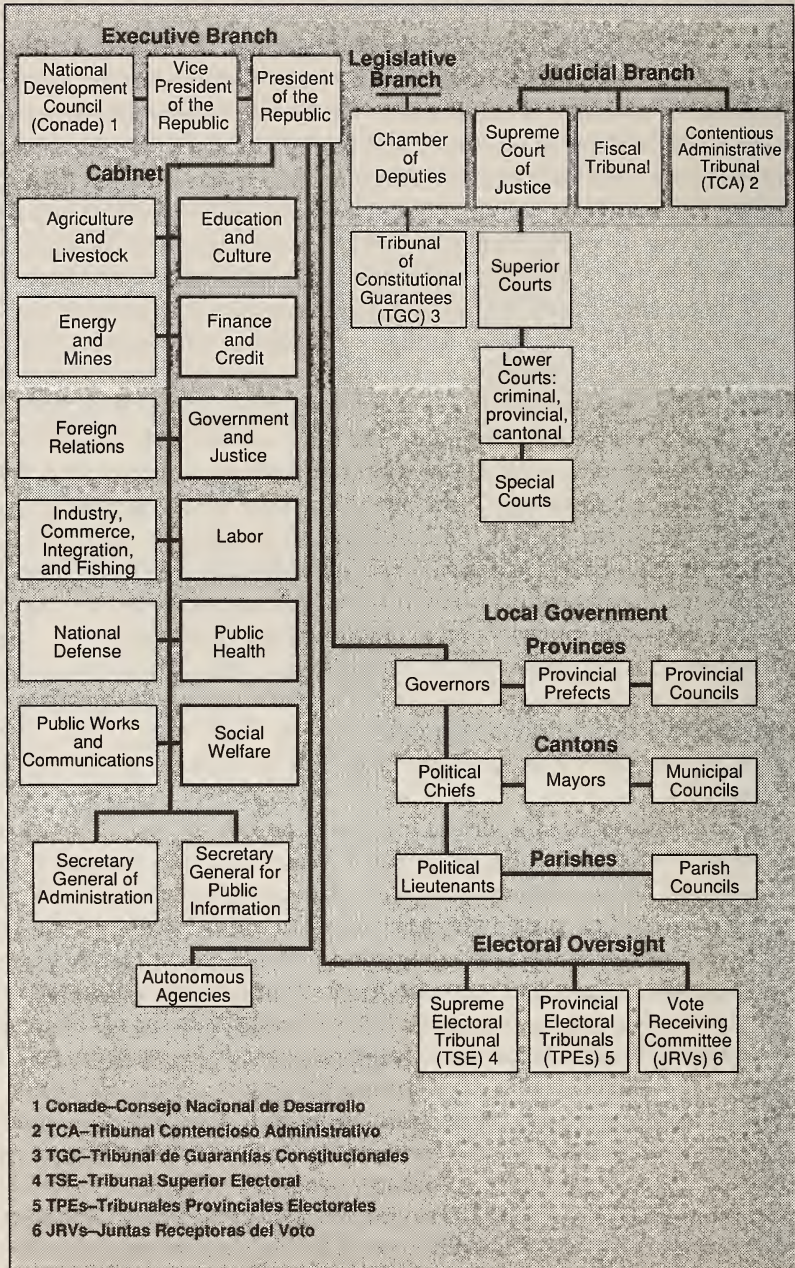 Executive Branch
National
Development
Council
(Conade) 1
Vice
President
of the
Republic
President
of the
Republic
Cabinet
Agriculture
and
Livestock
Education
and
Culture
Energy
and
Mines
Finance
and
Credit
Foreign
Relations
Government
and
Justice
Industry,
Commerce,
Integration,
and Fishing
Labor
National
Defense
Public
Health
Public Works
and
Communications
Social
Welfare
Secretary
General of
Administration
Secretary
General for
Public
Information
Autonomous
Agencies
Legislative
Branch
Chamber
of
Deputies
Tribunal
of
Constitutional
Guarantees
(TGC) 3
Judicial Branch
Supreme
Court
of
Justice
Fiscal
Tribunal
Contentious
Administrative
Tribunal
(TCA) 2
Superior
Courts
Lower
Courts:
criminal,
provincial,
cantonal
Special
Courts
Local Government
Provinces
Governors
Provincial
Prefects
Provincial
Councils
Cantons
Political
Chiefs
Mayors
Municipal
Councils
Parishes
Political
Lieutenants
Parish
Councils
Electoral Oversight
Supreme
Electoral
Tribunal
(TSE) 4
Provincial
Electoral
Tribunals
(TPEs) 5
Vote
Receiving
Committee
(JRVs) 6
1 Conade–Consejo Nacional de Desarrollo
2 TCA–Tribunal Contencioso Administrativo
3 TGC–Tribunal de Guarantías Constitucionales
4 TSE–Tribunal Superior Electoral
5 TPEs–Tribunales Provinciales Electorales
6 JRVs–Juntas Receptoras del Voto